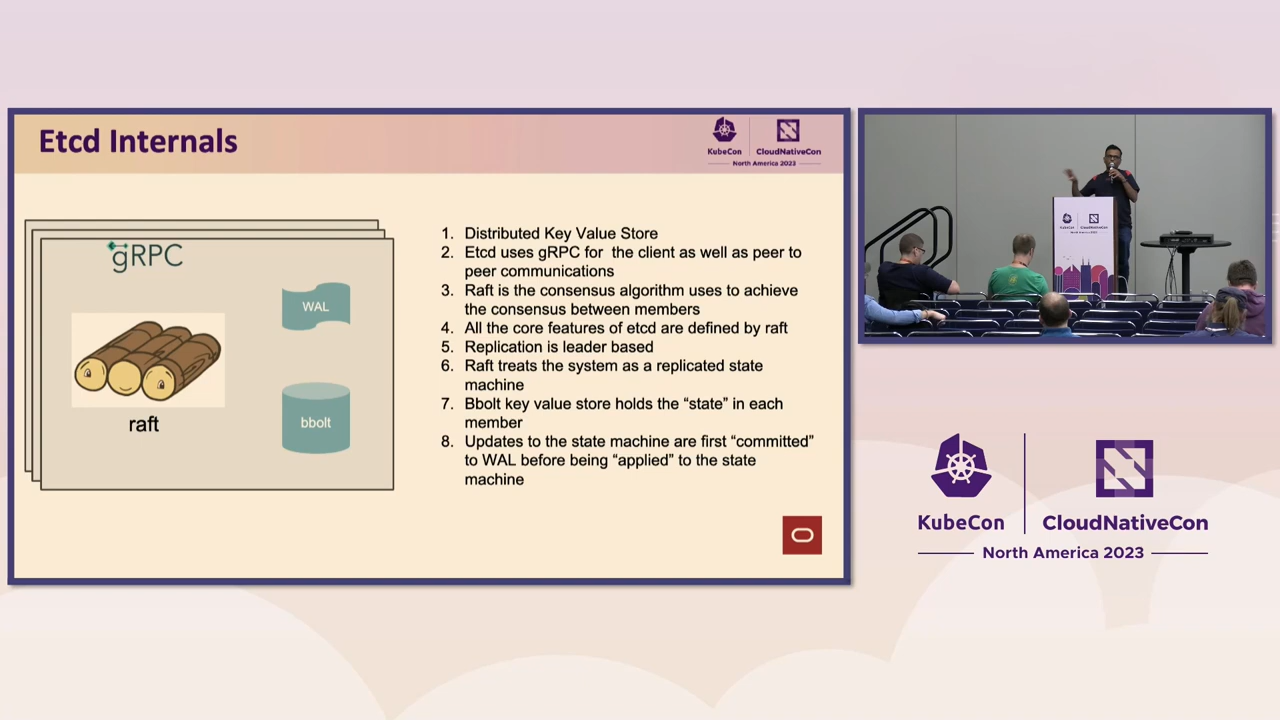 Etcd Internals
KubeCon
CloudNativeCon
North America 2023
gRPC
WAL
raft
bbolt
1. Distributed Key Value Store
2. Etcd uses gRPC for the client as well as peer to
peer communications
3. Raft is the consensus algorithm uses to achieve
the consensus between members
4. All the core features of etcd are defined by raft
5. Replication is leader based
6. Raft treats the system as a replicated state
machine
7. Bbolt key value store holds the “state” in each
member
8. Updates to the state machine are first “committed”
to WAL before being “applied” to the state
machine
KubeCon
CloudNativeCon
North America 2023